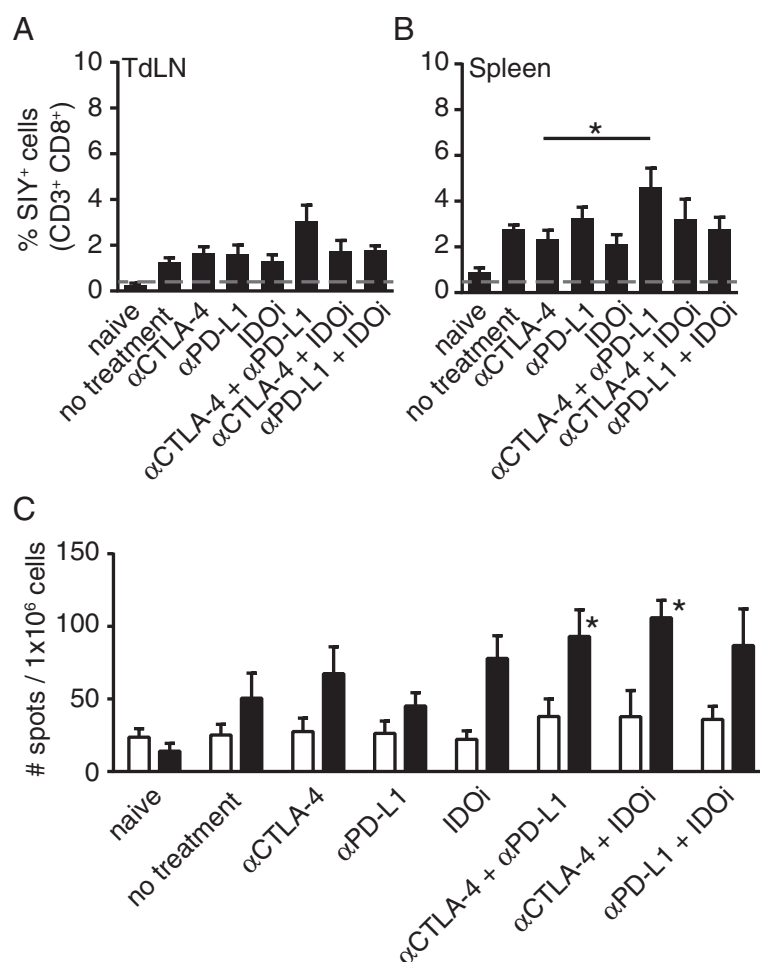 A
TdLN
% SIY⁺ cells
(CD3⁺ CD8⁺)
10
8
6
4
2
0
naive
no treatment
αCTLA-4
αPD-L1
IDOi
αCTLA-4 + αPD-L1
αCTLA-4 + IDOi
αPD-L1 + IDOi
B
Spleen
10
8
6
4
2
0
*
naive
no treatment
αCTLA-4
αPD-L1
IDOi
αCTLA-4 + αPD-L1
αCTLA-4 + IDOi
αPD-L1 + IDOi
C
# spots / 1x10⁶ cells
150
100
50
0
*
*
naive
no treatment
αCTLA-4
αPD-L1
IDOi
αCTLA-4 + αPD-L1
αCTLA-4 + IDOi
αPD-L1 + IDOi